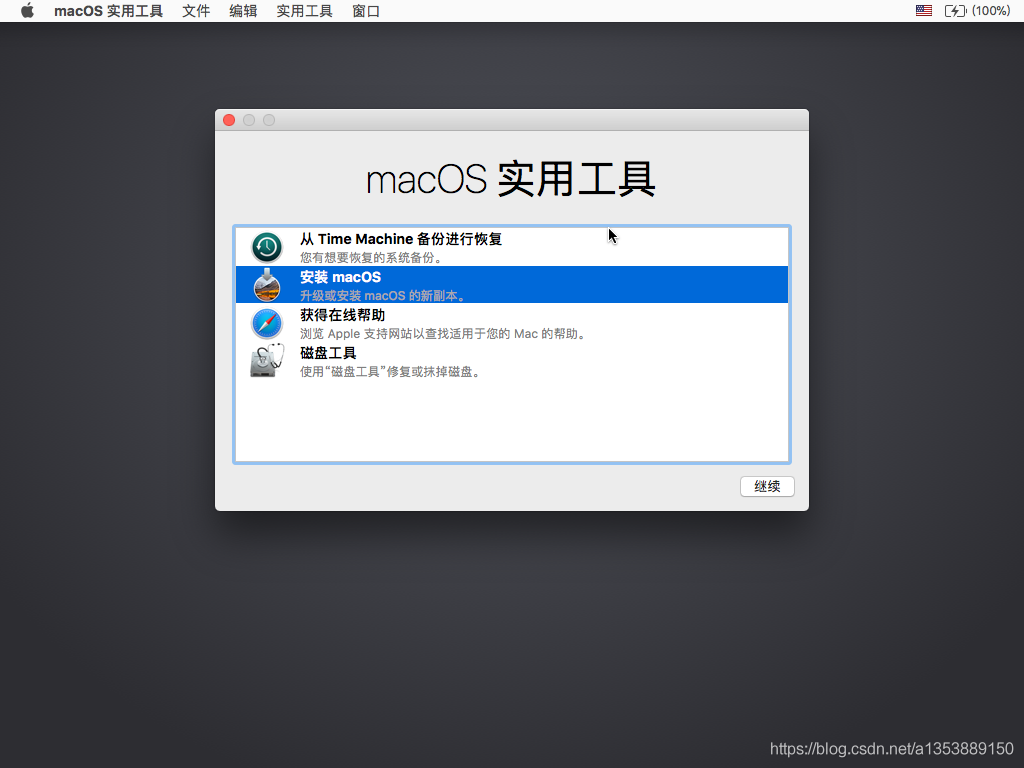 macOS 实用工具 文件 编辑 实用工具 窗口 (100%)
macOS 实用工具
从 Time Machine 备份进行恢复
您有想要恢复的系统备份。
安装 macOS
升级或安装 macOS 的新副本。
获得在线帮助
浏览 Apple 支持网站以查找适用于您的 Mac 的帮助。
磁盘工具
使用“磁盘工具”修复或抹掉磁盘。
继续
https://blog.csdn.net/a1353889150